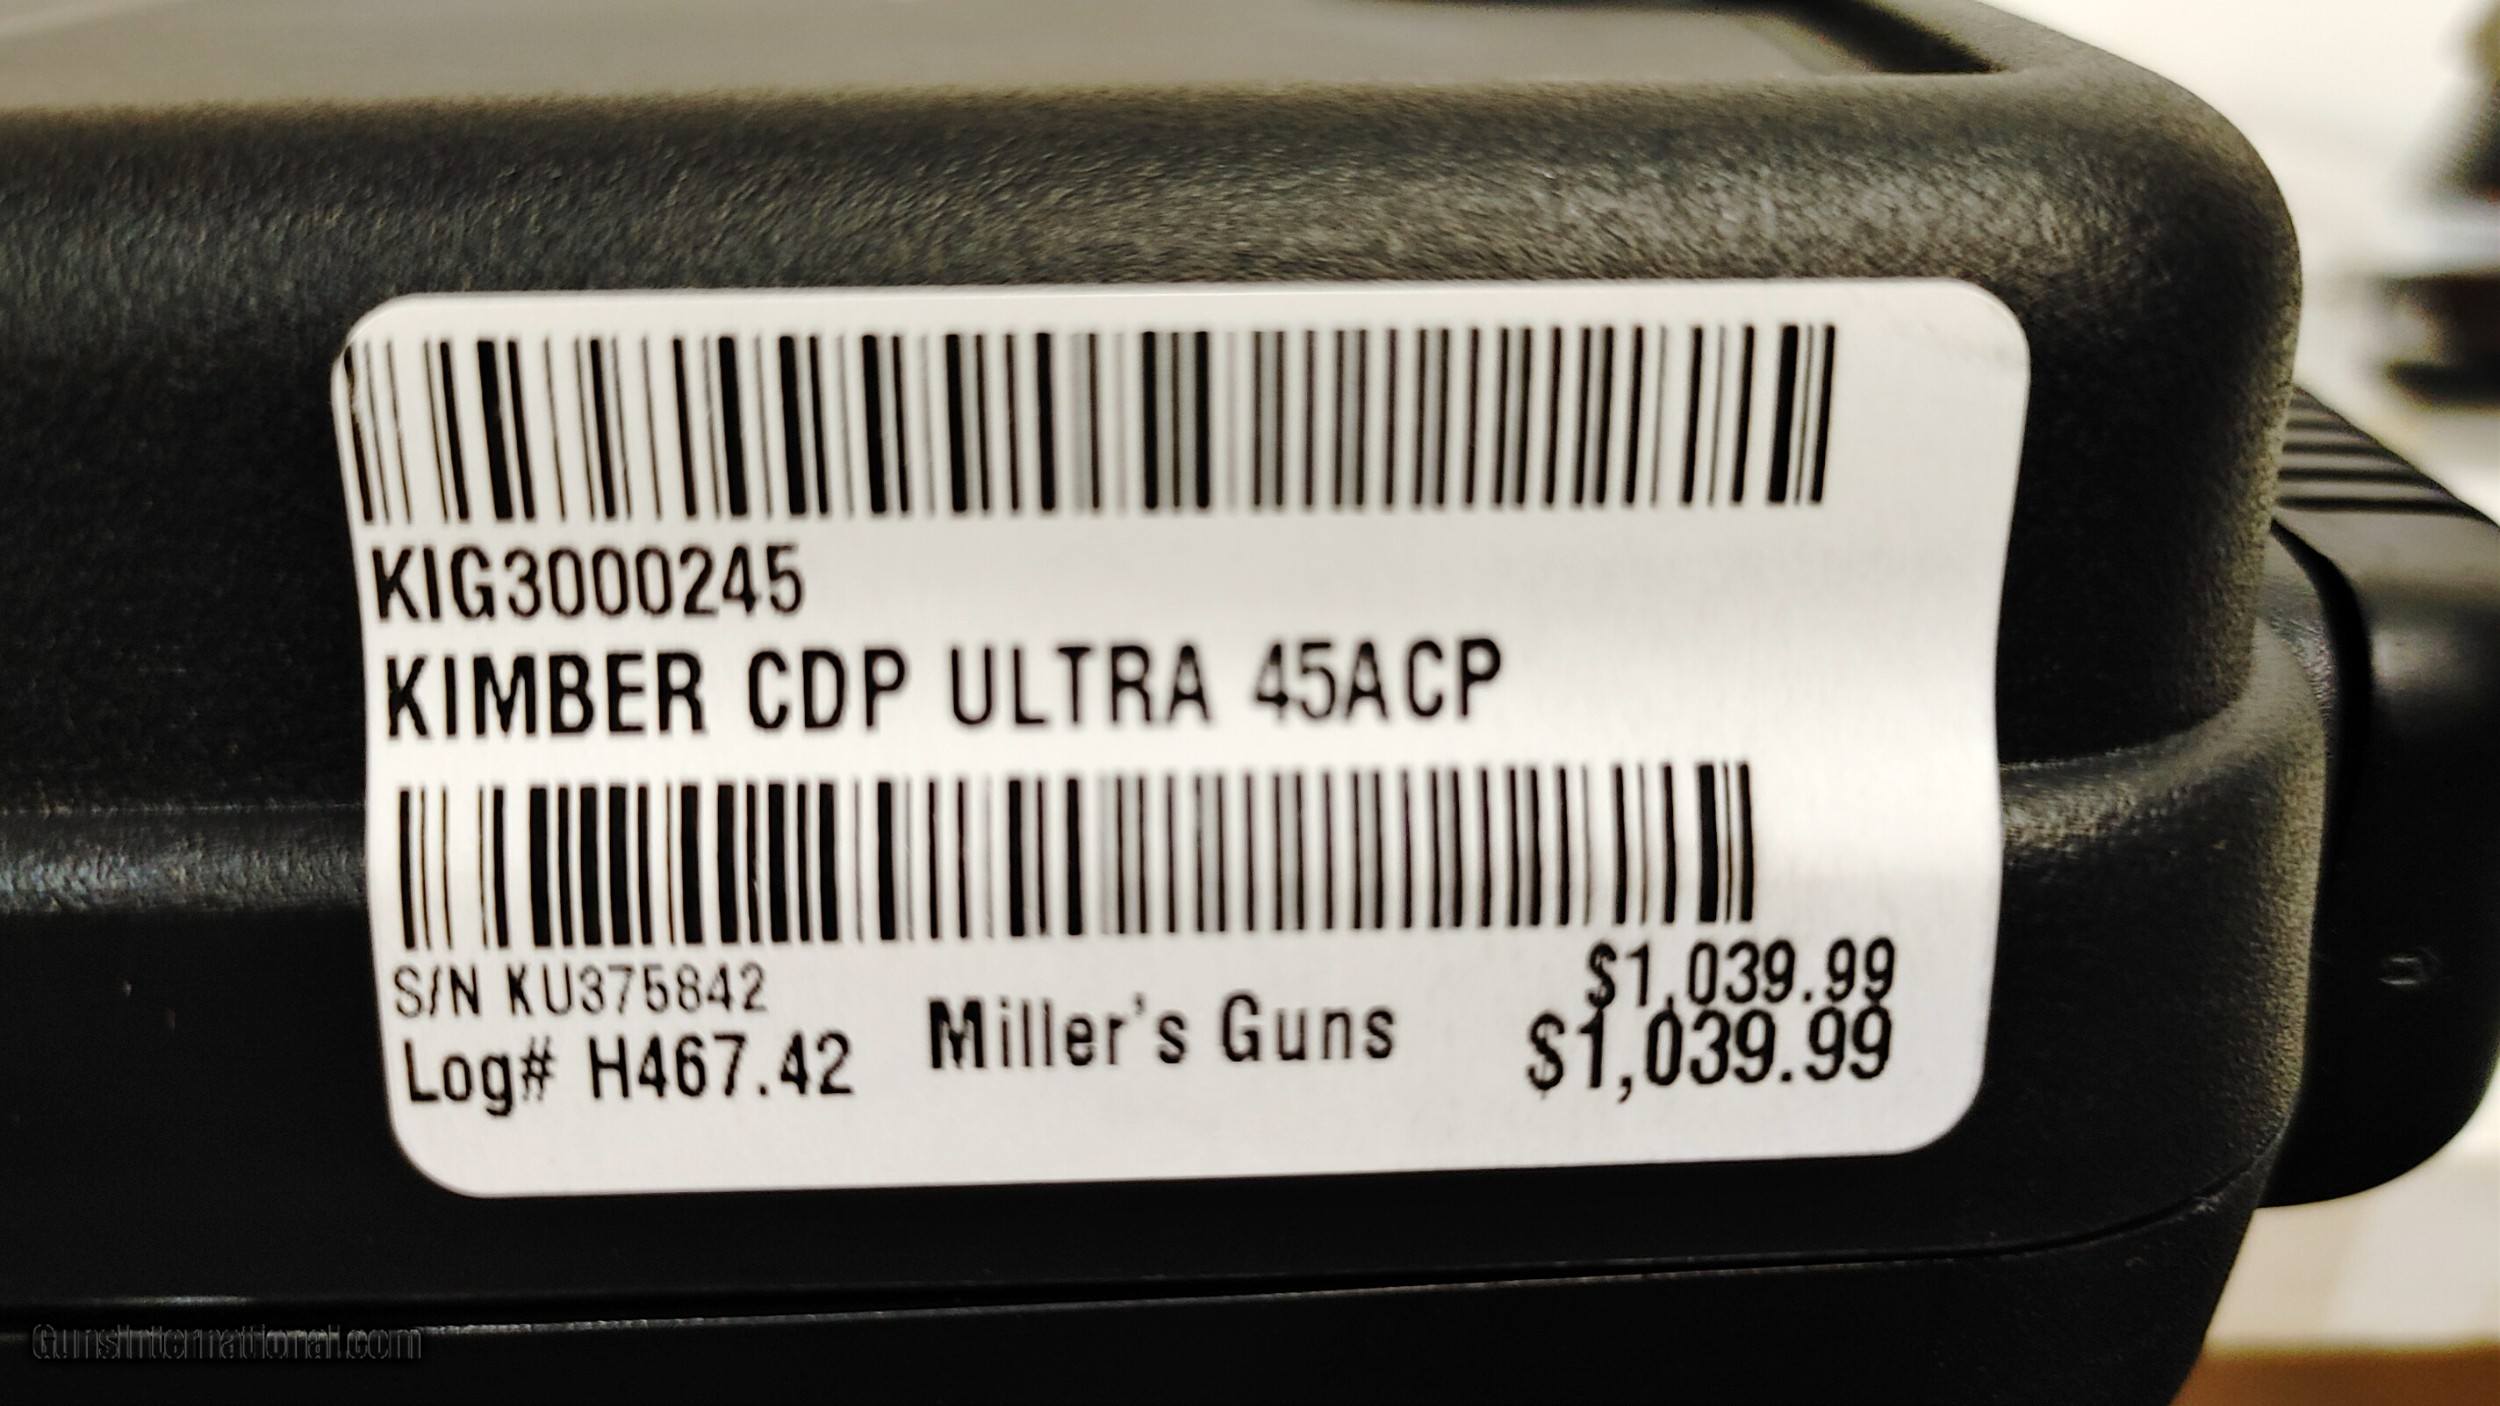 KIG3000245
KIMBER CDP ULTRA 45ACP
S/N KU375842
Log# H467.42
Miller's Guns
$1,039.99
$1,039.99
GunsInternational.com